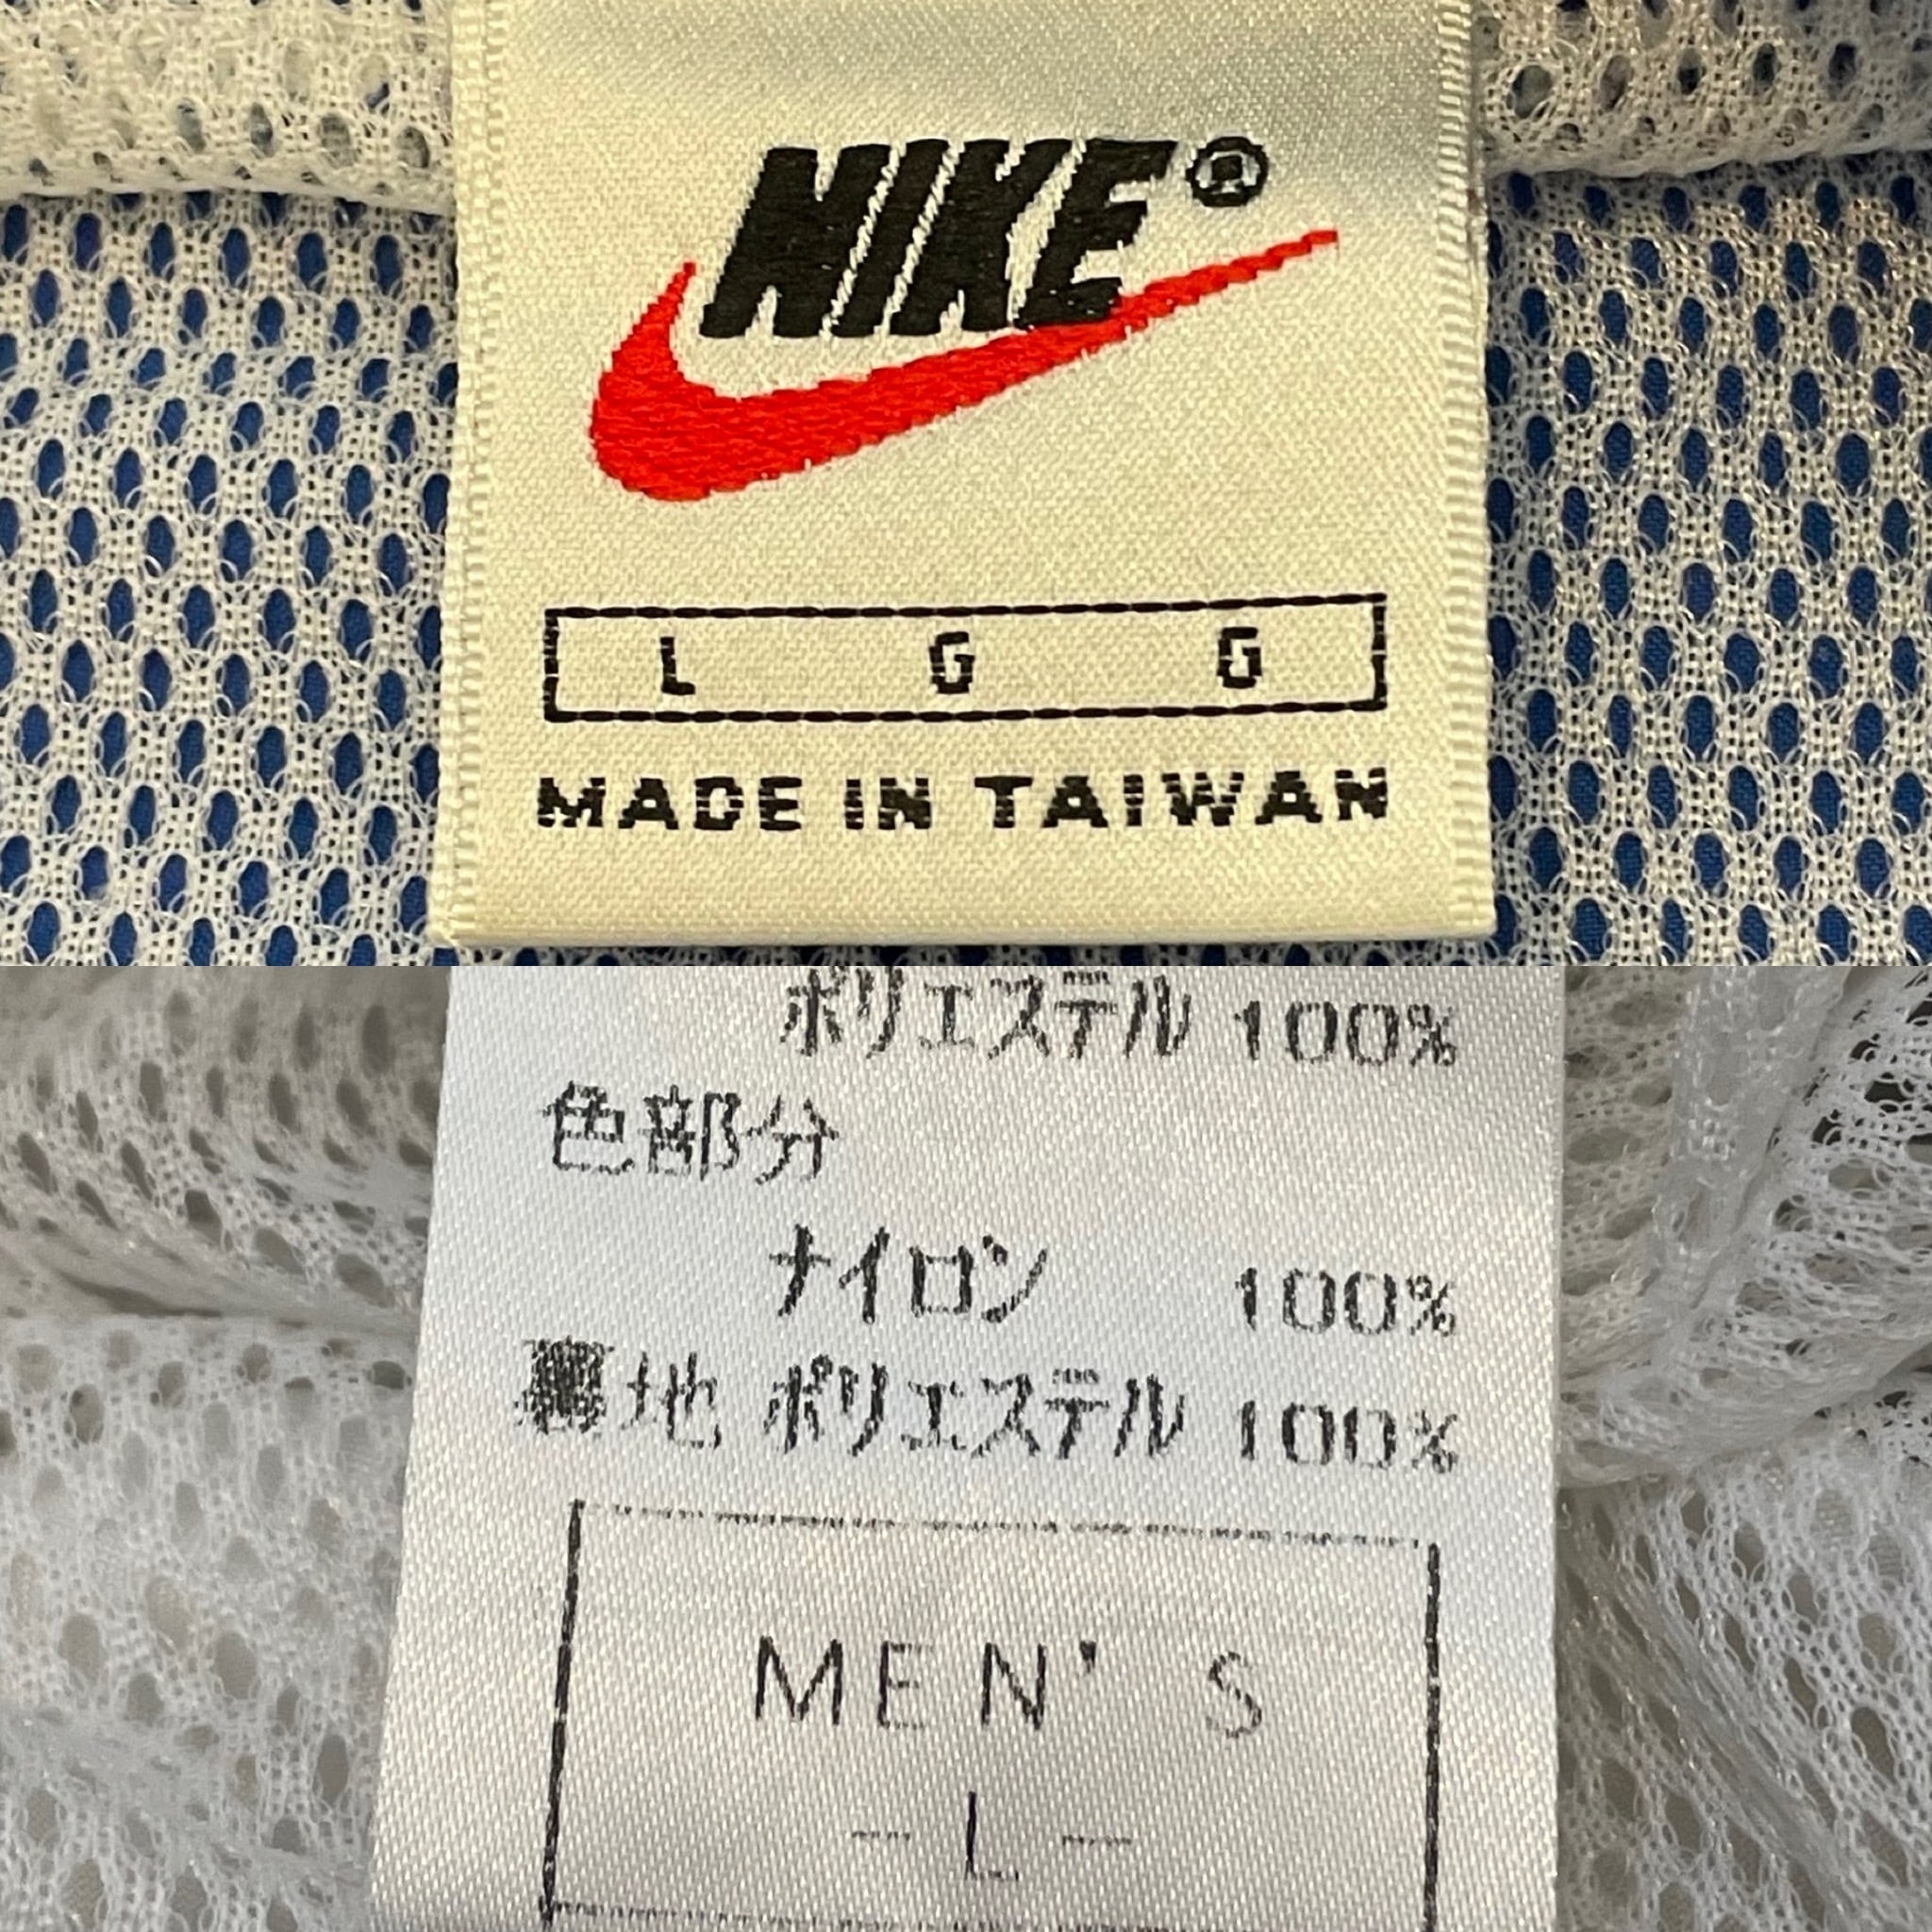 NIKE®
L G G
MADE IN TAIWAN
ポリエステル 100%
色部分
ナイロン 100%
裏地 ポリエステル 100%
MEN'S
-L-